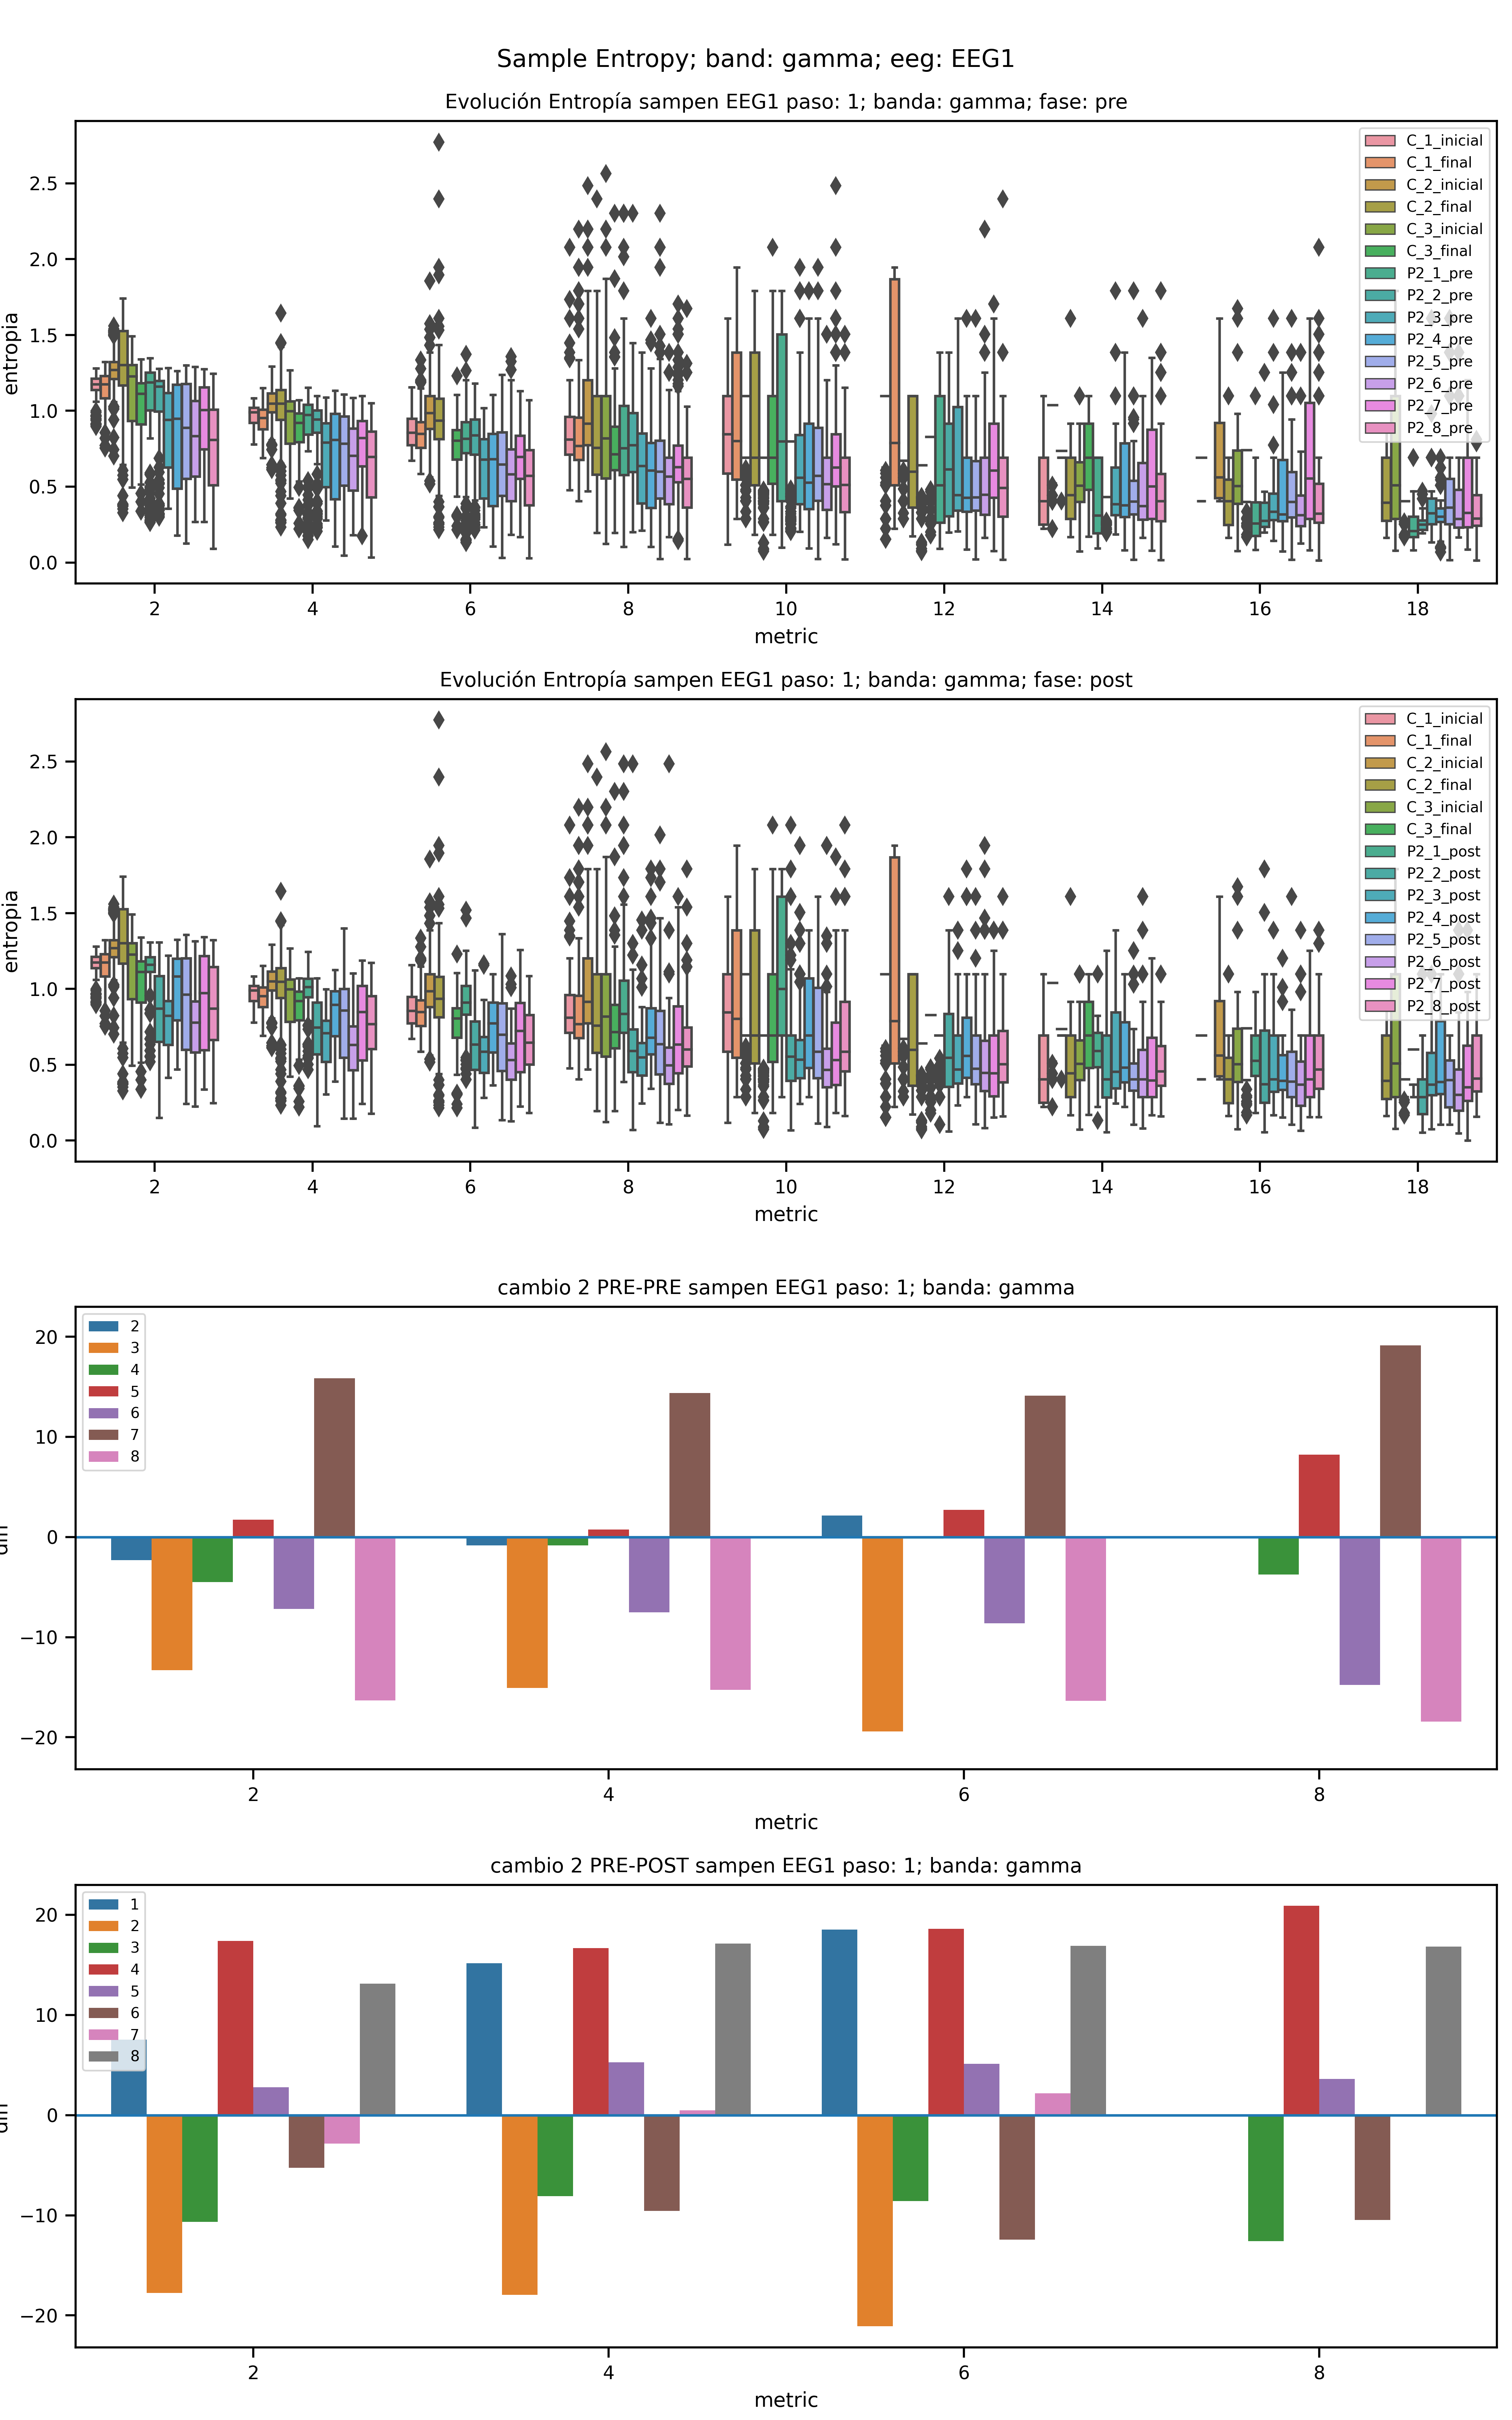 Sample Entropy; band: gamma; eeg: EEG1
Evolución Entropía sampen EEG1 paso: 1; banda: gamma; fase: pre
entropia
2.5
2.0
1.5
1.0
0.5
0.0
C_1_inicial
C_1_final
C_2_inicial
C_2_final
C_3_inicial
C_3_final
P2_1_pre
P2_2_pre
P2_3_pre
P2_4_pre
P2_5_pre
P2_6_pre
P2_7_pre
P2_8_pre
2 4 6 8 10 12 14 16 18
metric
Evolución Entropía sampen EEG1 paso: 1; banda: gamma; fase: post
entropia
2.5
2.0
1.5
1.0
0.5
0.0
C_1_inicial
C_1_final
C_2_inicial
C_2_final
C_3_inicial
C_3_final
P2_1_post
P2_2_post
P2_3_post
P2_4_post
P2_5_post
P2_6_post
P2_7_post
P2_8_post
2 4 6 8 10 12 14 16 18
metric
cambio 2 PRE-PRE sampen EEG1 paso: 1; banda: gamma
20
10
0
−10
−20
2
3
4
5
6
7
8
2 4 6 8
metric
cambio 2 PRE-POST sampen EEG1 paso: 1; banda: gamma
20
10
0
−10
−20
1
2
3
4
5
6
7
8
2 4 6 8
metric